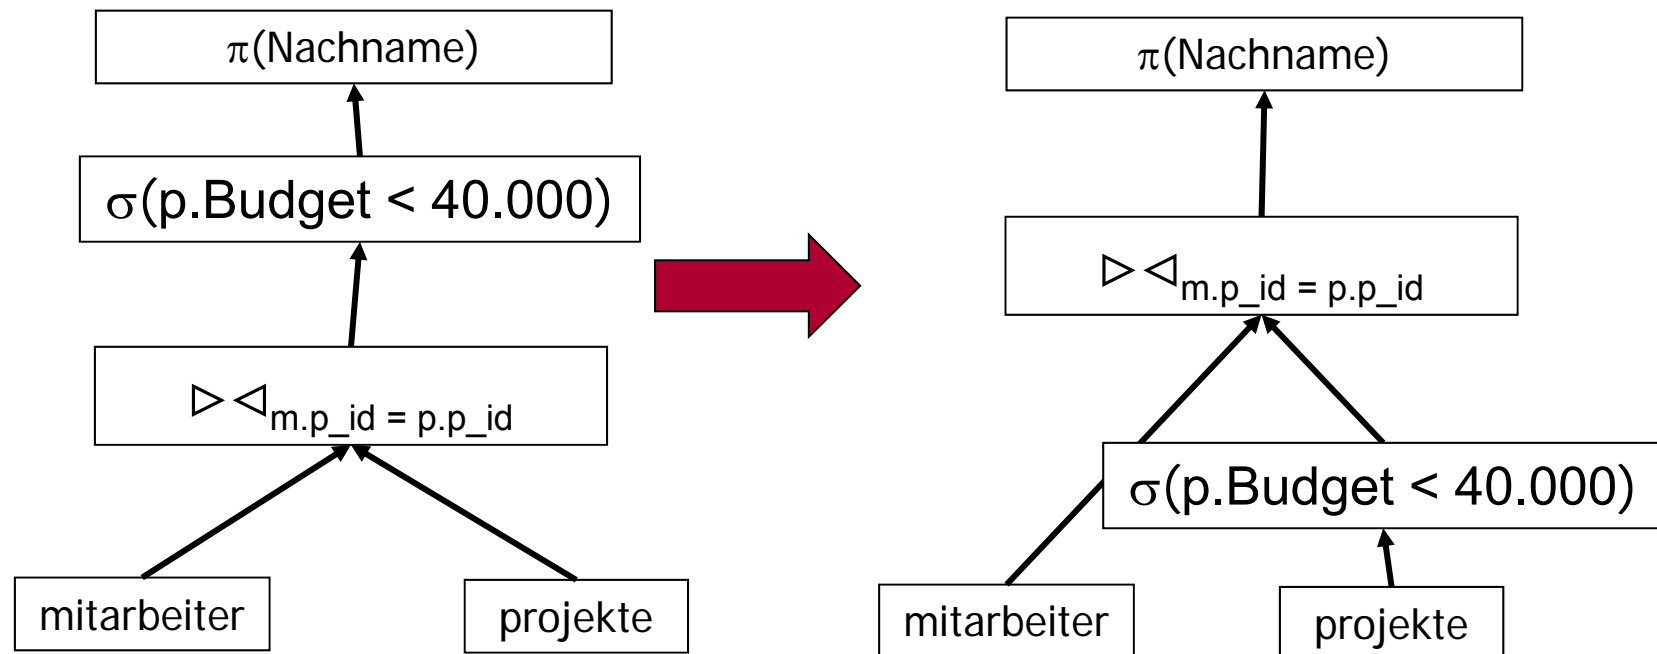 π(Nachname)
σ(p.Budget < 40.000)
▷◁m.p_id = p.p_id
mitarbeiter
projekte
π(Nachname)
▷◁m.p_id = p.p_id
σ(p.Budget < 40.000)
mitarbeiter
projekte